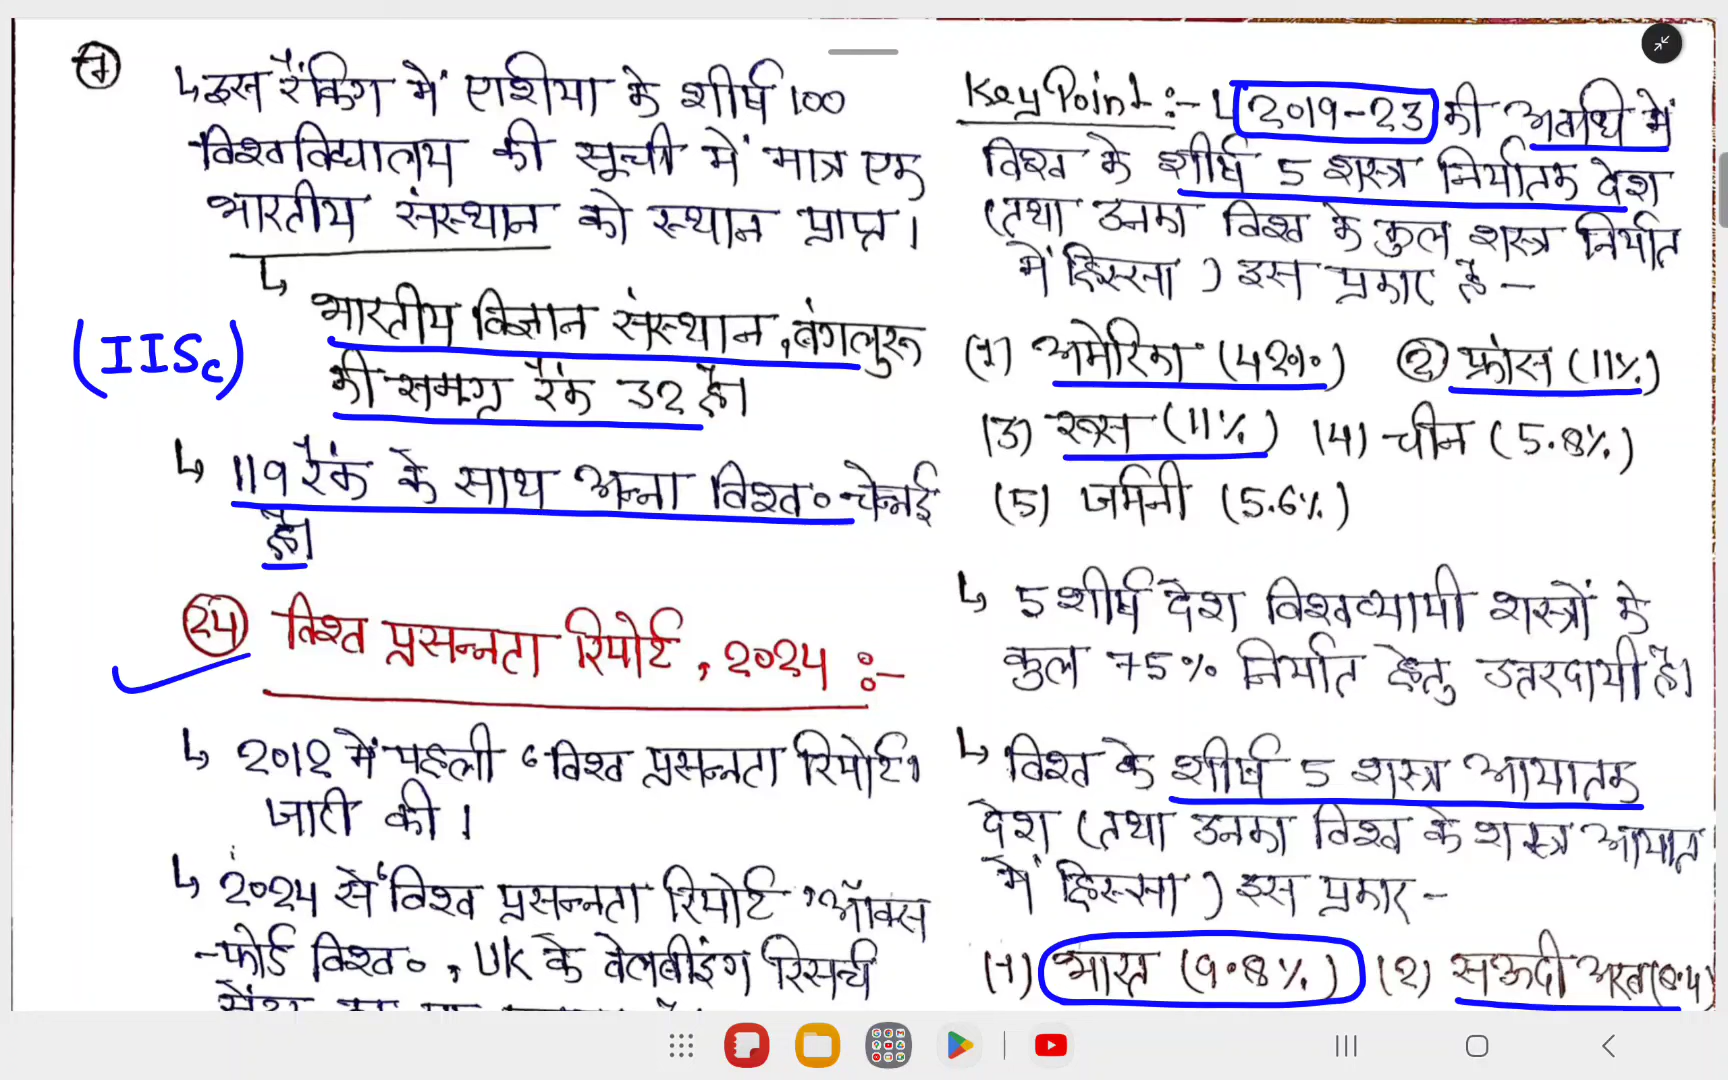 7
↳ इस रैंकिंग में एशिया के शीर्ष 100
विश्वविद्यालय की सूची में मात्र एक
भारतीय संस्थान को स्थान प्राप्त।
↳ भारतीय विज्ञान संस्थान, बंगलुरू
(IISc)
की समग्र रैंक 32 है।
↳ 119 रैंक के साथ अन्ना विश्व० चेन्नई
है।
24 विश्व प्रसन्नता रिपोर्ट, 2024 :-
↳ 2012 में पहली 'विश्व प्रसन्नता रिपोर्ट'
जारी की।
↳ 2024 से 'विश्व प्रसन्नता रिपोर्ट' ऑक्स
-फोर्ड विश्व०, UK के वेलबीइंग रिसर्च
Key Point :- ↳ 2019-23 की अवधि में
विश्व के शीर्ष 5 शस्त्र निर्यातक देश
(तथा उनका विश्व के कुल शस्त्र निर्यात
में हिस्सा) इस प्रकार है -
(1) अमेरिका (42%) (2) फ्रांस (11%)
(3) रूस (11%) (4) चीन (5.8%)
(5) जर्मनी (5.6%)
↳ 5 शीर्ष देश विश्वव्यापी शस्त्रों के
कुल 75% निर्यात हेतु उत्तरदायी है।
↳ विश्व के शीर्ष 5 शस्त्र आयातक
देश (तथा उनका विश्व के शस्त्र आयात
में हिस्सा) इस प्रकार -
(1) भारत (9.8%) (2) सऊदी अरब (8.4)